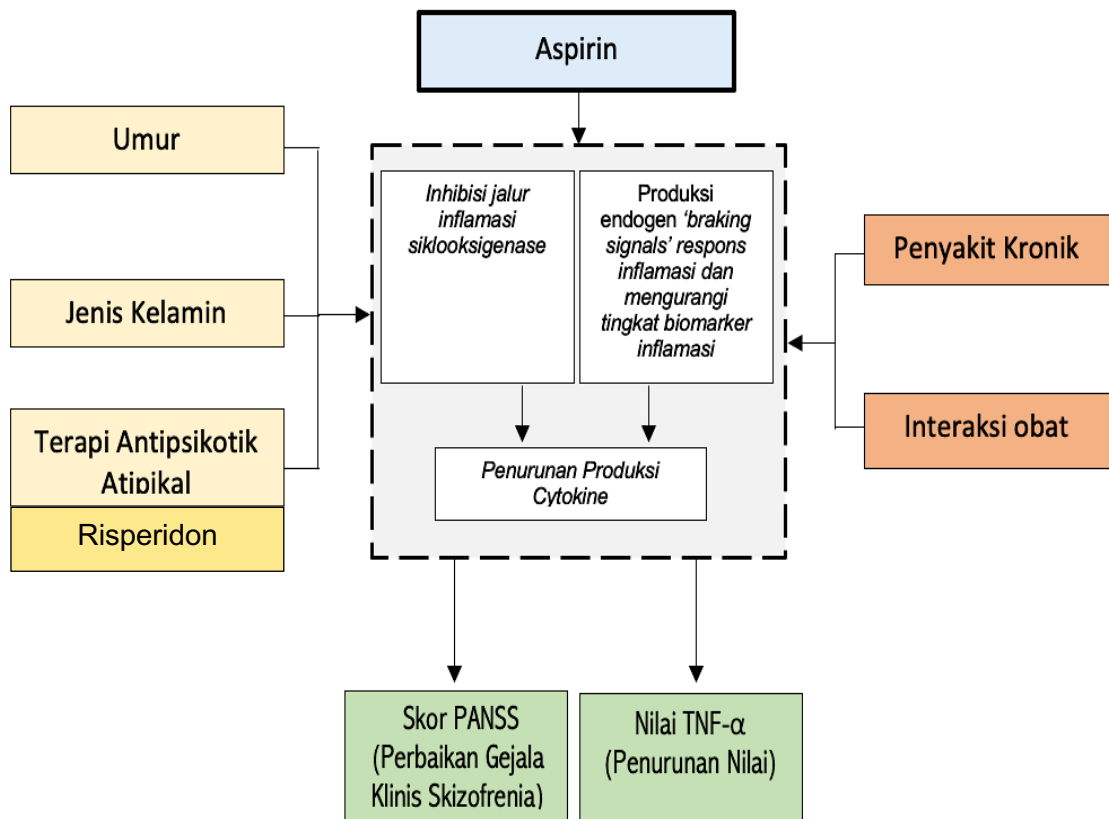 Aspirin
Umur
Jenis Kelamin
Terapi Antipsikotik
Atipikal
Risperidon
Inhibisi jalur
inflamasi
siklooksigenase
Produksi
endogen ‘braking
signals’ respons
inflamasi dan
mengurangi
tingkat biomarker
inflamasi
Penurunan Produksi
Cytokine
Penyakit Kronik
Interaksi obat
Skor PANSS
(Perbaikan Gejala
Klinis Skizofrenia)
Nilai TNF-α
(Penurunan Nilai)